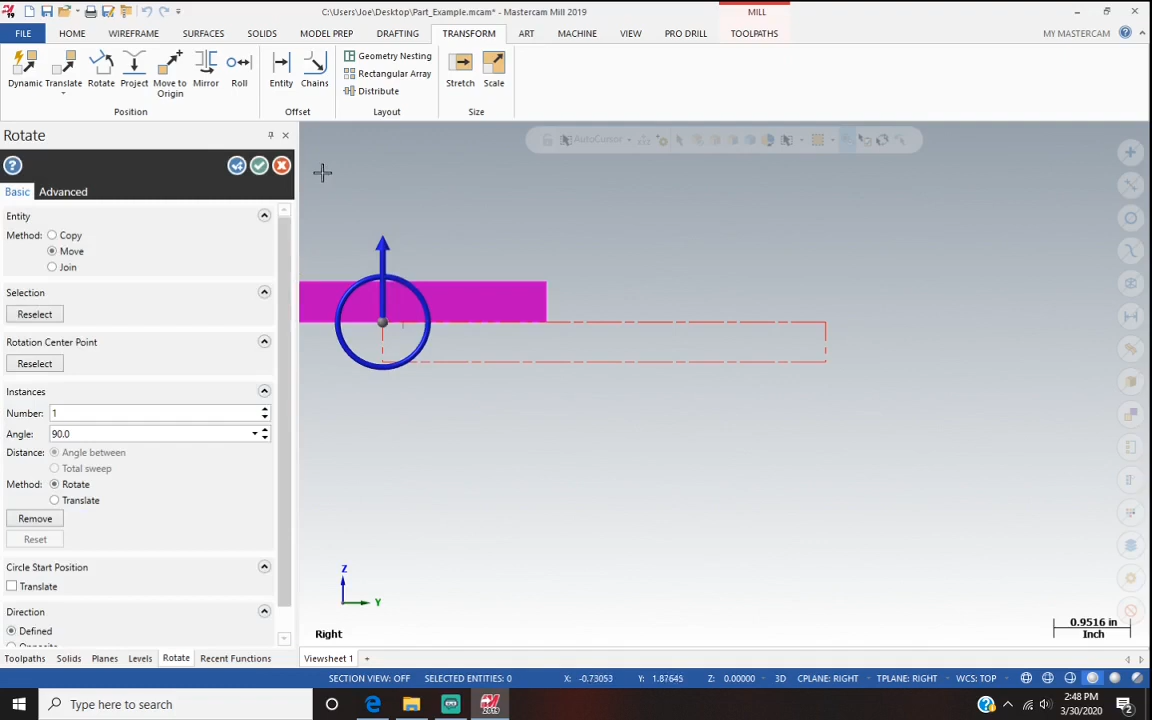 19
C:\Users\Joe\Desktop\Part_Example.mcam* - Mastercam Mill 2019
MILL
FILE HOME WIREFRAME SURFACES SOLIDS MODEL PREP DRAFTING TRANSFORM ART MACHINE VIEW PRO DRILL TOOLPATHS MY MASTERCAM
Dynamic Translate Rotate Project Move to Origin Mirror Roll Entity Chains Geometry Nesting Stretch Scale
Rectangular Array
Distribute
Position Offset Layout Size
Rotate
AutoCursor
Basic Advanced
Entity
Method: Copy
Move
Join
Selection
Reselect
Rotation Center Point
Reselect
Instances
Number: 1
Angle: 90.0
Distance: Angle between
Total sweep
Method: Rotate
Translate
Remove
Reset
Circle Start Position
Translate
Direction
Defined
Z
Y
Right
0.9516 in
Inch
Toolpaths Solids Planes Levels Rotate Recent Functions Viewsheet 1 +
SECTION VIEW: OFF SELECTED ENTITIES: 0 X: -0.73053 Y: 1.87645 Z: 0.00000 3D CPLANE: RIGHT TPLANE: RIGHT WCS: TOP
Type here to search
2019
2:48 PM
3/30/2020
2